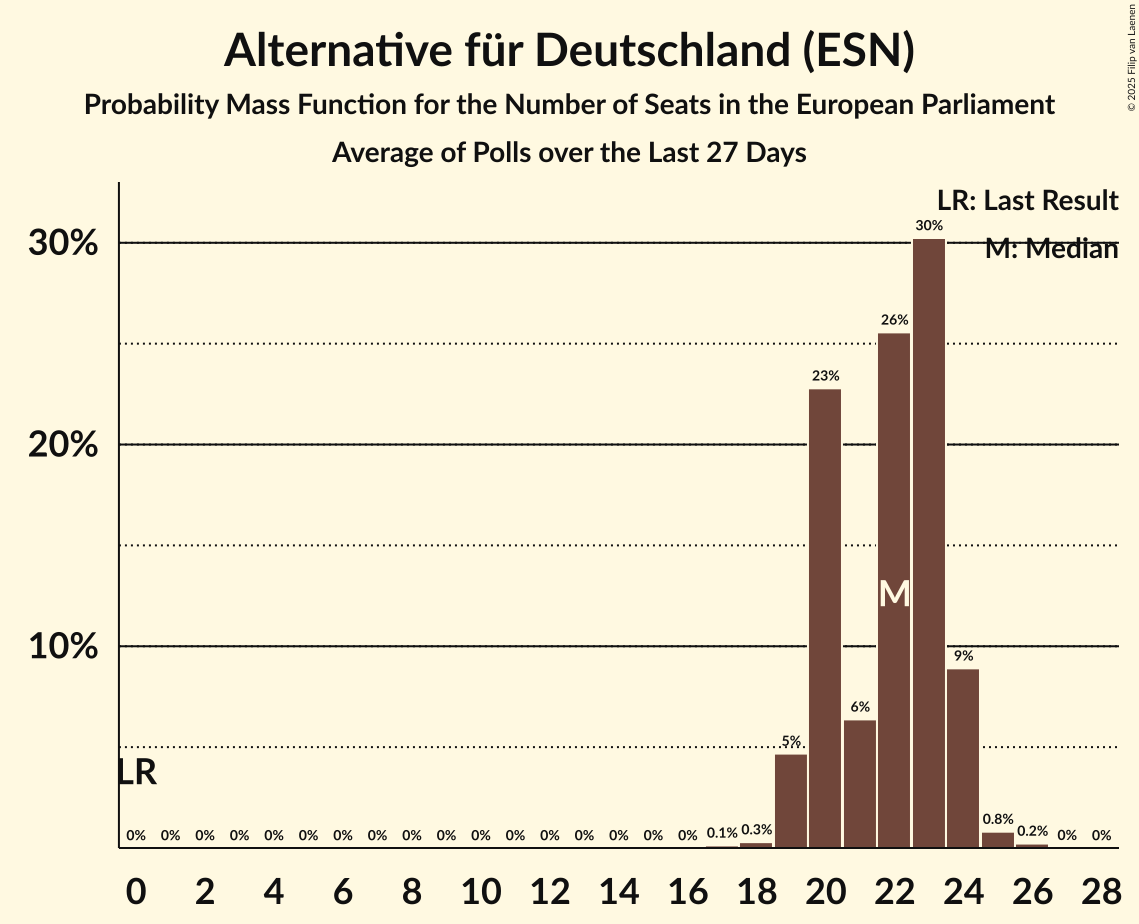 Alternative für Deutschland (ESN)
Probability Mass Function for the Number of Seats in the European Parliament
Average of Polls over the Last 27 Days
© 2025 Filip van Laenen
LR: Last Result
M: Median
30%
20%
10%
30%
26%
23%
9%
6%
5%
M
LR
0% 0% 0% 0% 0% 0% 0% 0% 0% 0% 0% 0% 0% 0% 0% 0% 0% 0.1% 0.3% 0.8% 0.2% 0% 0%
0 2 4 6 8 10 12 14 16 18 20 22 24 26 28